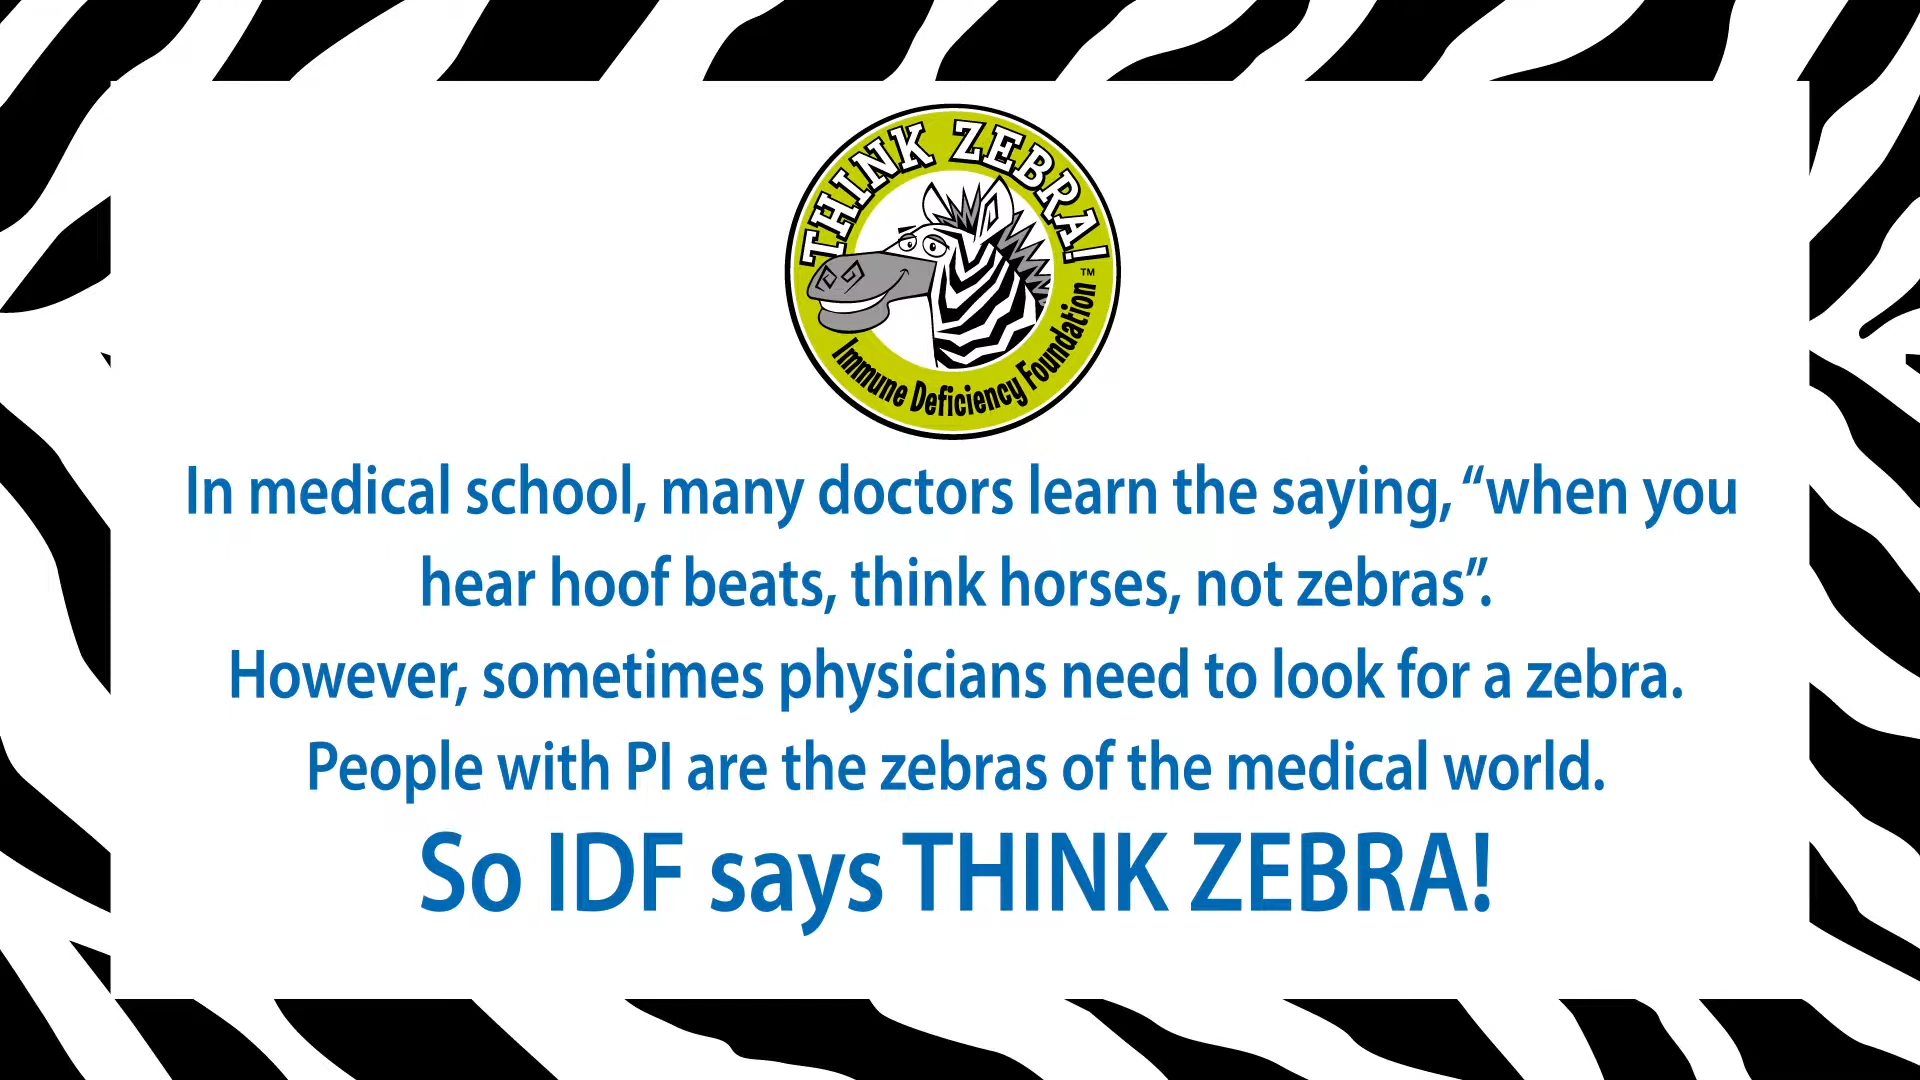 THINK ZEBRA!
™
Immune Deficiency Foundation
In medical school, many doctors learn the saying, “when you
hear hoof beats, think horses, not zebras”.
However, sometimes physicians need to look for a zebra.
People with PI are the zebras of the medical world.
So IDF says THINK ZEBRA!